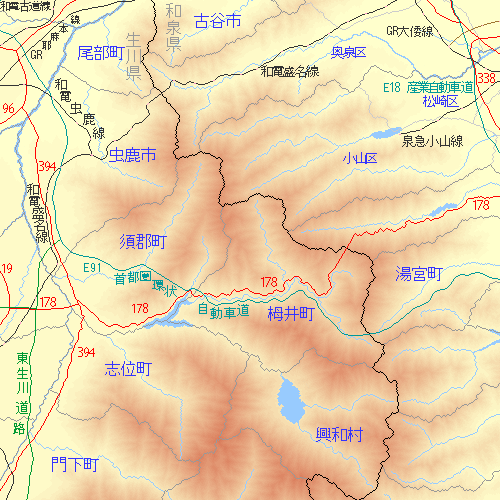 和電古道線
和泉県
古谷市
GR大倭線
GR
耶麻本線
尾部町
生川県
奥泉区
338
和電盛名線
E18 産業自動車道
松崎区
96
和電虫鹿線
泉急小山線
虫鹿市
小山区
394
和電盛名線
178
須郡町
19
E91
首都圏環状
自動車道
178
湯宮町
178
178
栂井町
394
東生川道路
志位町
興和村
門下町